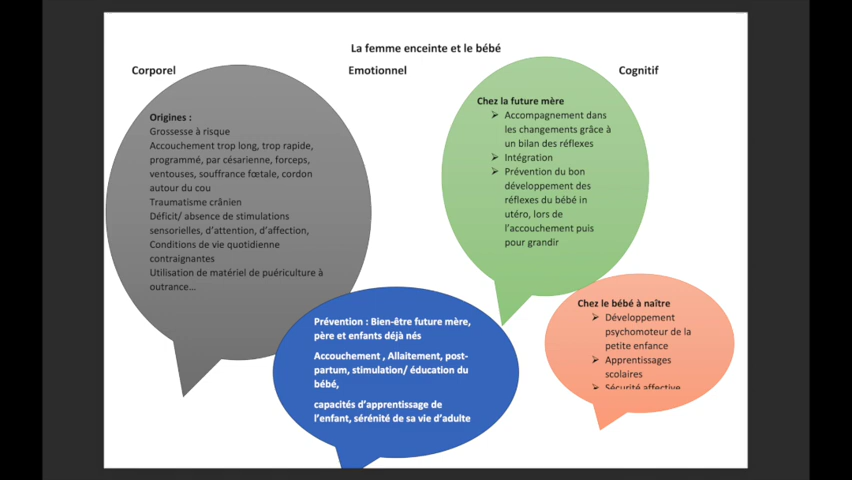 La femme enceinte et le bébé
Corporel
Emotionnel
Cognitif
Origines :
Grossesse à risque
Accouchement trop long, trop rapide,
programmé, par césarienne, forceps,
ventouses, souffrance fœtale, cordon
autour du cou
Traumatisme crânien
Déficit/ absence de stimulations
sensorielles, d’attention, d’affection,
Conditions de vie quotidienne
contraignantes
Utilisation de matériel de puériculture à
outrance…
Chez la future mère
➢ Accompagnement dans
les changements grâce à
un bilan des réflexes
➢ Intégration
➢ Prévention du bon
développement des
réflexes du bébé in
utéro, lors de
l’accouchement puis
pour grandir
Prévention : Bien-être future mère,
père et enfants déjà nés
Accouchement , Allaitement, post-
partum, stimulation/ éducation du
bébé,
capacités d’apprentissage de
l’enfant, sérénité de sa vie d’adulte
Chez le bébé à naître
➢ Développement
psychomoteur de la
petite enfance
➢ Apprentissages
scolaires
➢ Sécurité affective